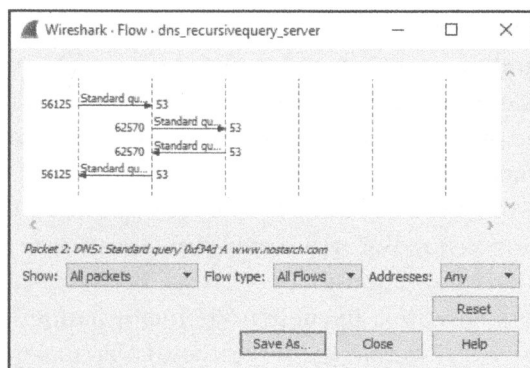 Wireshark · Flow · dns_recursivequery_server
56125 Standard qu... 53
62570 Standard qu... 53
62570 Standard qu... 53
56125 Standard qu... 53
Packet 2: DNS: Standard query 0xf34d A www.nostarch.com
Show: All packets Flow type: All Flows Addresses: Any
Reset
Save As... Close Help